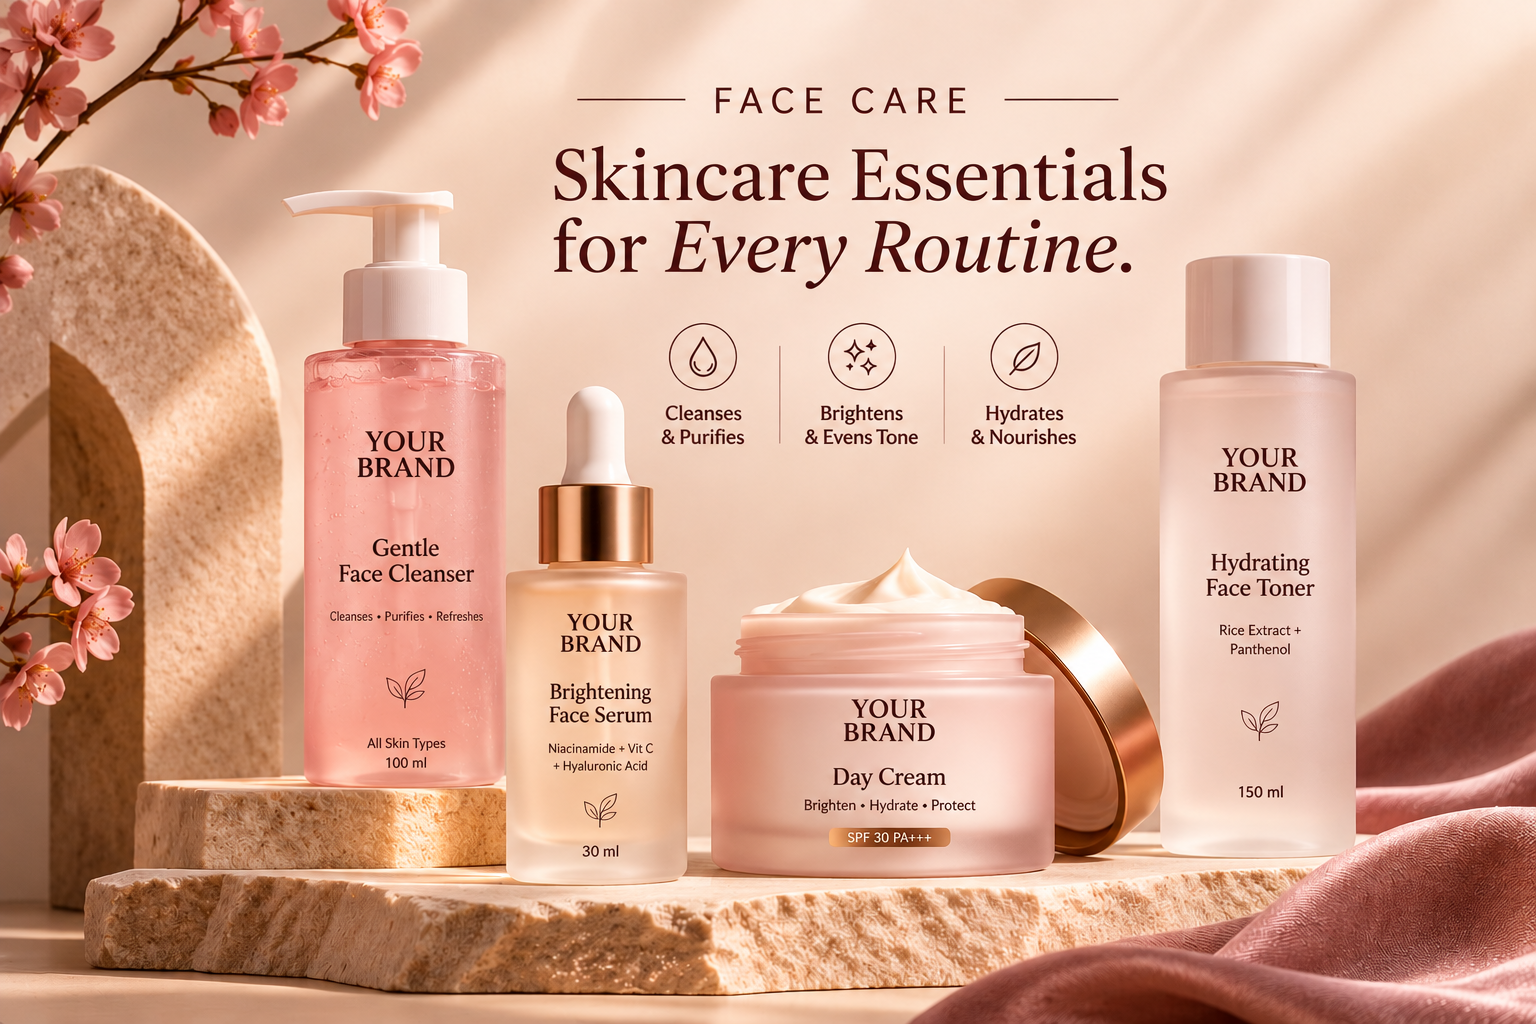 FACE CARE
Skincare Essentials
for Every Routine.
Cleanses
& Purifies
Brightens
& Evens Tone
Hydrates
& Nourishes
YOUR
BRAND
Gentle
Face Cleanser
Cleanses • Purifies • Refreshes
All Skin Types
100 ml
YOUR
BRAND
Brightening
Face Serum
Niacinamide + Vit C
+ Hyaluronic Acid
30 ml
YOUR
BRAND
Day Cream
Brighten • Hydrate • Protect
SPF 30 PA+++
YOUR
BRAND
Hydrating
Face Toner
Rice Extract +
Panthenol
150 ml